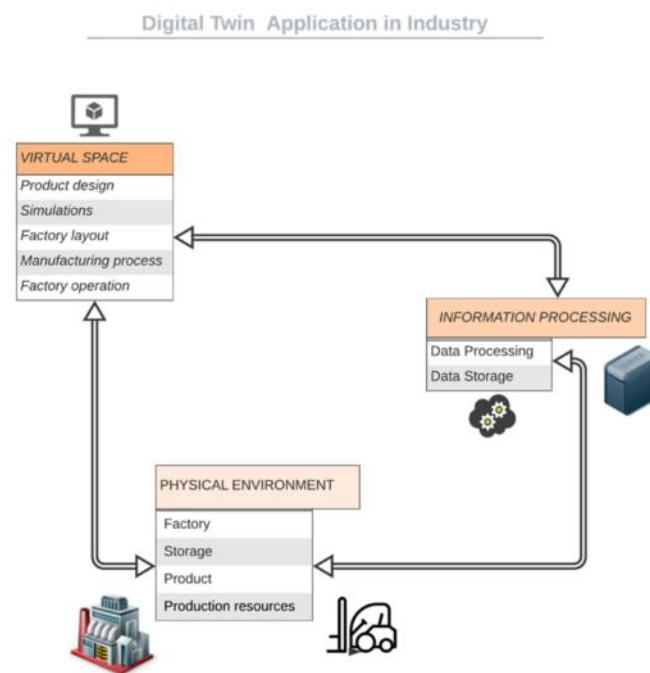 Digital Twin Application in Industry
VIRTUAL SPACE
Product design
Simulations
Factory layout
Manufacturing process
Factory operation
INFORMATION PROCESSING
Data Processing
Data Storage
PHYSICAL ENVIRONMENT
Factory
Storage
Product
Production resources